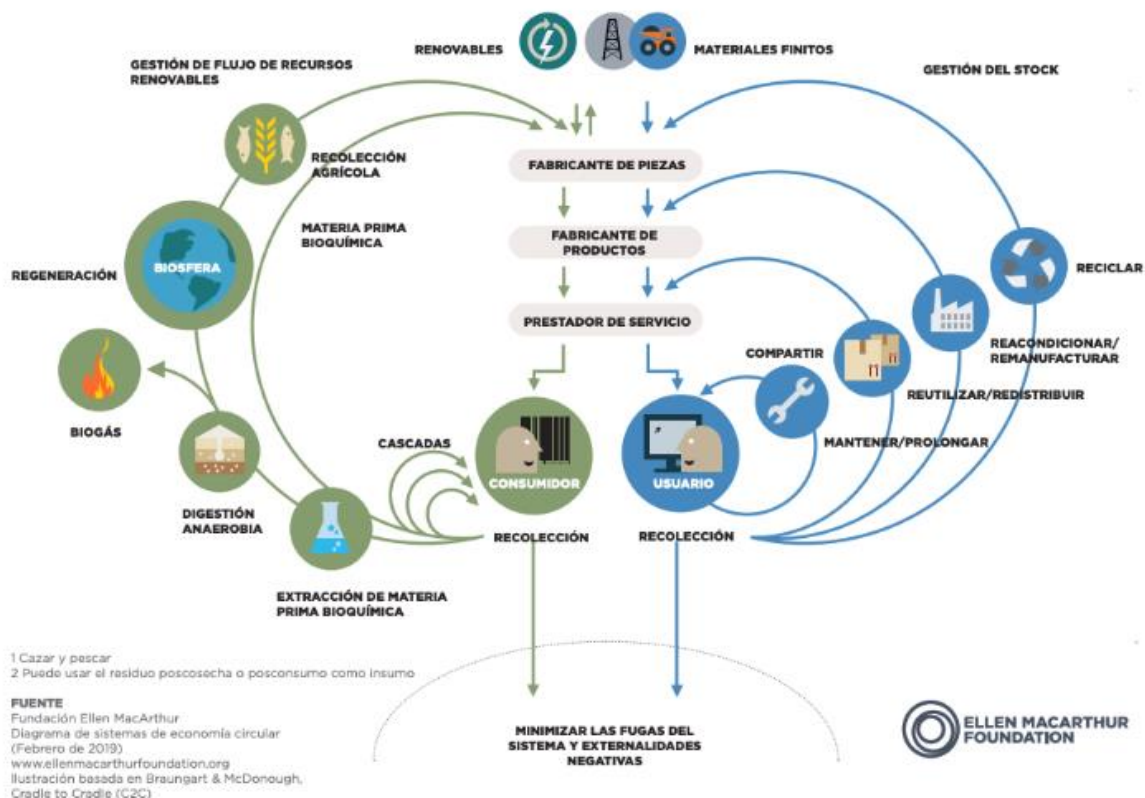 RENOVABLES
MATERIALES FINITOS
GESTIÓN DE FLUJO DE RECURSOS
RENOVABLES
GESTIÓN DEL STOCK
RECOLECCIÓN
AGRÍCOLA
FABRICANTE DE PIEZAS
MATERIA PRIMA
BIOQUÍMICA
FABRICANTE DE
PRODUCTOS
REGENERACIÓN
BIOSFERA
RECICLAR
PRESTADOR DE SERVICIO
REACONDICIONAR/
REMANUFACTURAR
COMPARTIR
REUTILIZAR/REDISTRIBUIR
BIOGÁS
CASCADAS
MANTENER/PROLONGAR
CONSUMIDOR
USUARIO
DIGESTIÓN
ANAEROBIA
RECOLECCIÓN
RECOLECCIÓN
EXTRACCIÓN DE MATERIA
PRIMA BIOQUÍMICA
1 Cazar y pescar
2 Puede usar el residuo poscosecha o posconsumo como insumo
FUENTE
Fundación Ellen MacArthur
Diagrama de sistemas de economía circular
(Febrero de 2019)
www.ellenmacarthurfoundation.org
Ilustración basada en Braungart & McDonough,
Cradle to Cradle (C2C)
MINIMIZAR LAS FUGAS DEL
SISTEMA Y EXTERNALIDADES
NEGATIVAS
ELLEN MACARTHUR
FOUNDATION